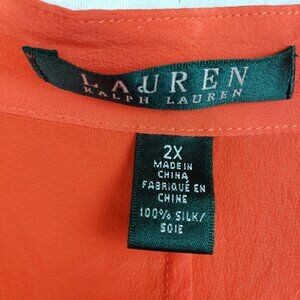 LAUREN
RALPH LAUREN
2X
MADE IN
CHINA
FABRIQUÉ EN
CHINE
100% SILK/
SOIE